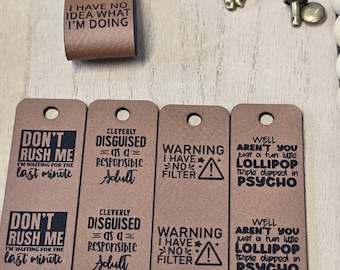 I HAVE NO
IDEA WHAT
I'M DOING
DON'T
RUSH ME
I'M WAITING FOR THE
last minute
CLEVERLY
DISGUISED
as a
RESPONSIBLE
Adult
WARNING
I HAVE
NO
FILTER
WELL
AREN'T YOU
just a fun little
LOLLIPOP
triple dipped in
PSYCHO
DON'T
RUSH ME
I'M WAITING FOR THE
last minute
CLEVERLY
DISGUISED
as a
RESPONSIBLE
Adult
WARNING
I HAVE
NO
FILTER
WELL
AREN'T YOU
just a fun little
LOLLIPOP
triple dipped in
PSYCHO